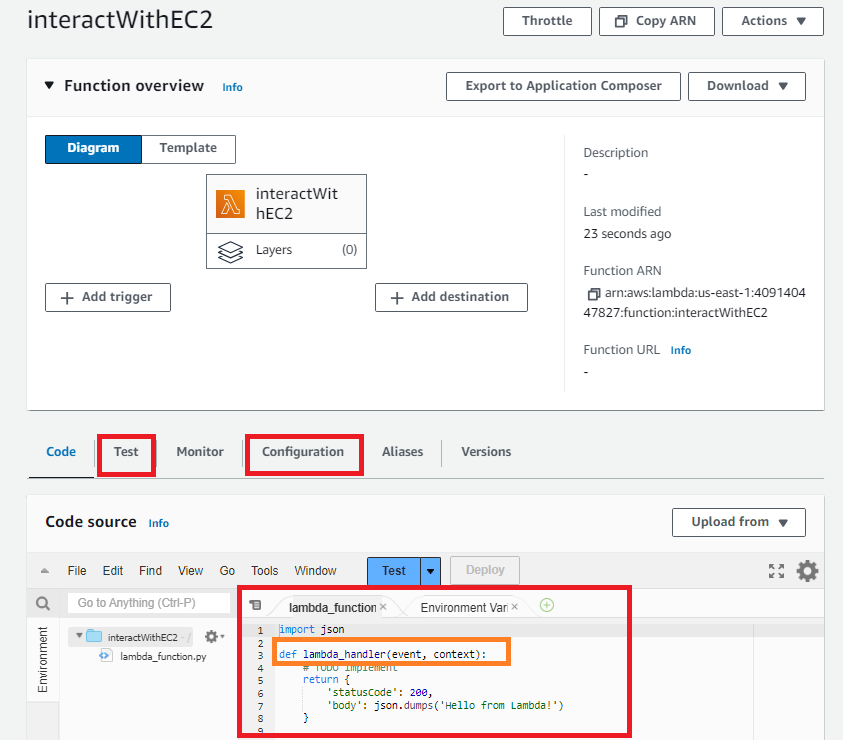 interactWithEC2
Throttle
Copy ARN
Actions
Function overview Info
Export to Application Composer
Download
Diagram
Template
interactWit
hEC2
Layers (0)
Add trigger
Add destination
Description
-
Last modified
23 seconds ago
Function ARN
arn:aws:lambda:us-east-1:4091404
47827:function:interactWithEC2
Function URL Info
-
Code Test Monitor Configuration Aliases Versions
Code source Info
Upload from
File Edit Find View Go Tools Window Test Deploy
Go to Anything (Ctrl-P)
Environment
interactWithEC2 - /
lambda_function.py
lambda_function ×
Environment Vari ×
1 import json
2
3 def lambda_handler(event, context):
4 # TODO implement
5 return {
6 'statusCode': 200,
7 'body': json.dumps('Hello from Lambda!')
8 }
9